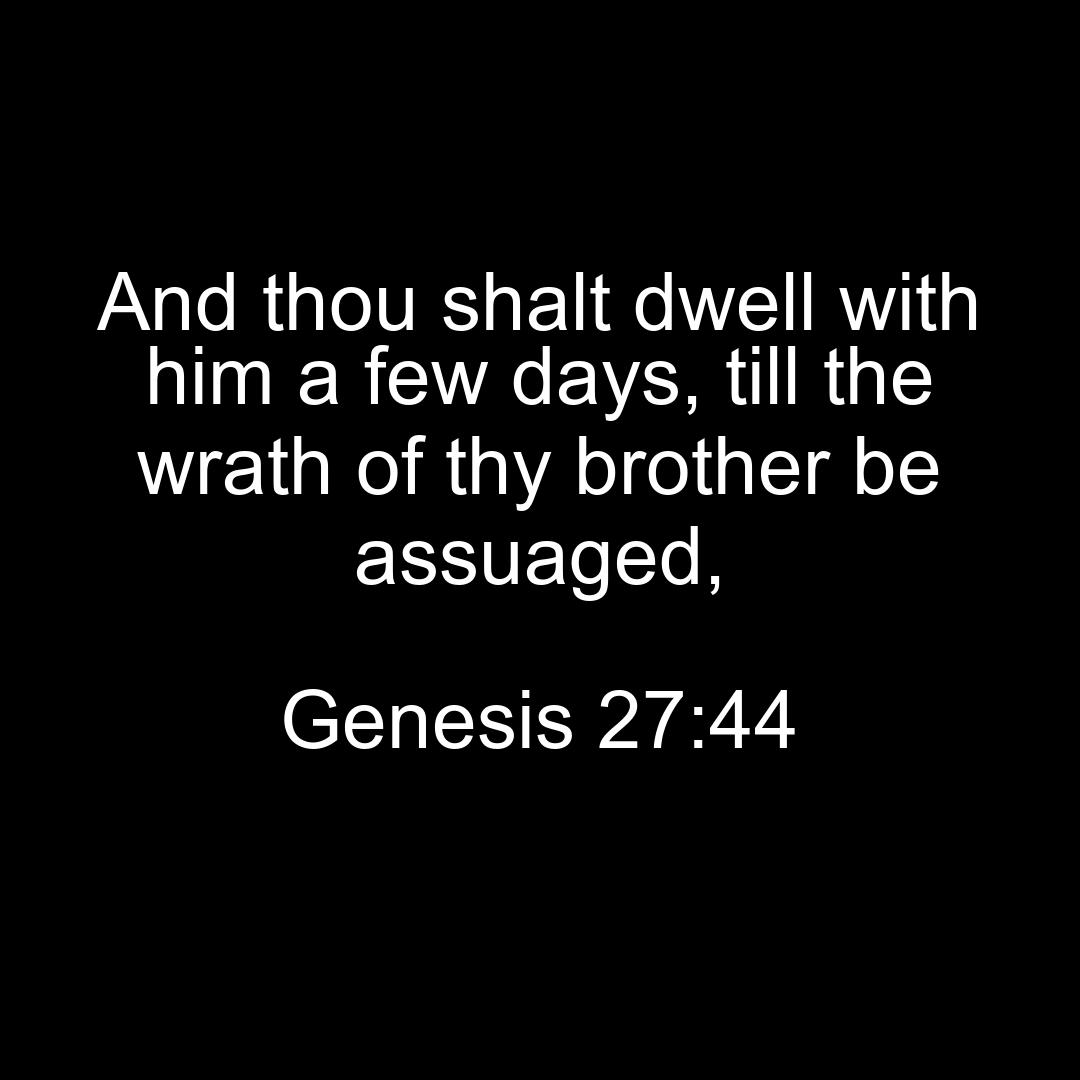 And thou shalt dwell with
him a few days, till the
wrath of thy brother be
assuaged,
Genesis 27:44